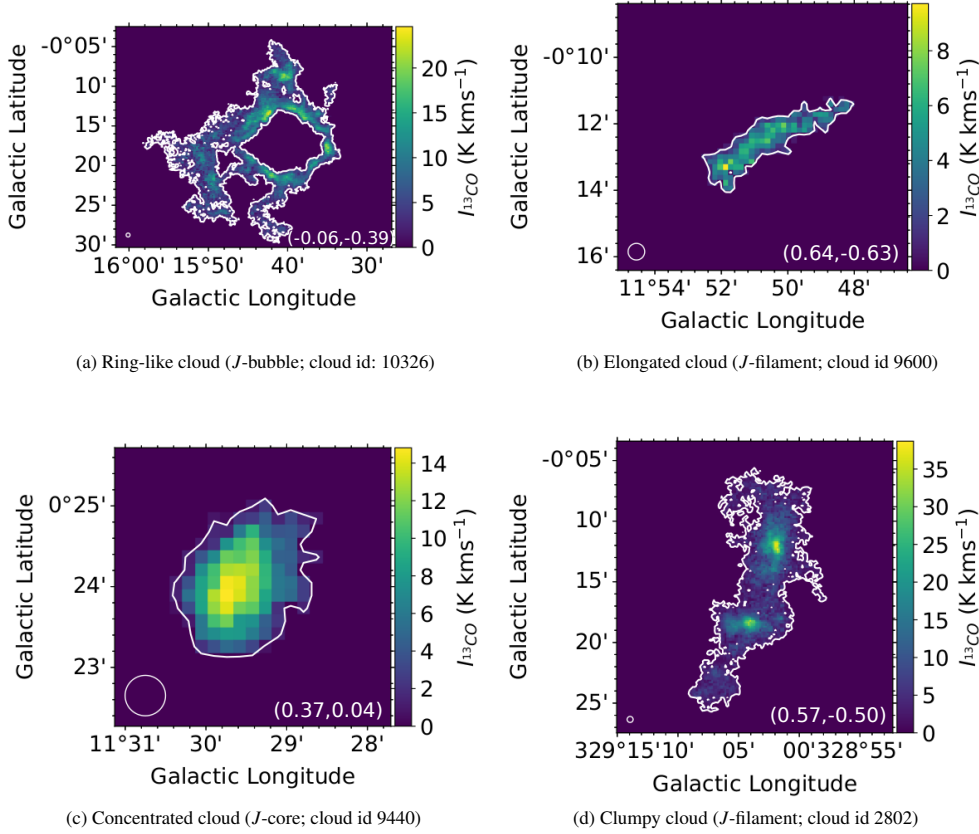 -0°05'
10'
15'
20'
25'
30'
Galactic Latitude
16°00' 15°50' 40' 30'
Galactic Longitude
(-0.06,-0.39)
20
15
10
5
0
I13CO (K kms−1)
(a) Ring-like cloud (J-bubble; cloud id: 10326)
-0°10'
12'
14'
16'
Galactic Latitude
11°54' 52' 50' 48'
Galactic Longitude
(0.64,-0.63)
8
6
4
2
0
I13CO (K kms−1)
(b) Elongated cloud (J-filament; cloud id 9600)
0°25'
24'
23'
Galactic Latitude
11°31' 30' 29' 28'
Galactic Longitude
(0.37,0.04)
14
12
10
8
6
4
2
0
I13CO (K kms−1)
(c) Concentrated cloud (J-core; cloud id 9440)
-0°05'
10'
15'
20'
25'
Galactic Latitude
329°15'10' 05' 00'328°55'
Galactic Longitude
(0.57,-0.50)
35
30
25
20
15
10
5
0
I13CO (K kms−1)
(d) Clumpy cloud (J-filament; cloud id 2802)